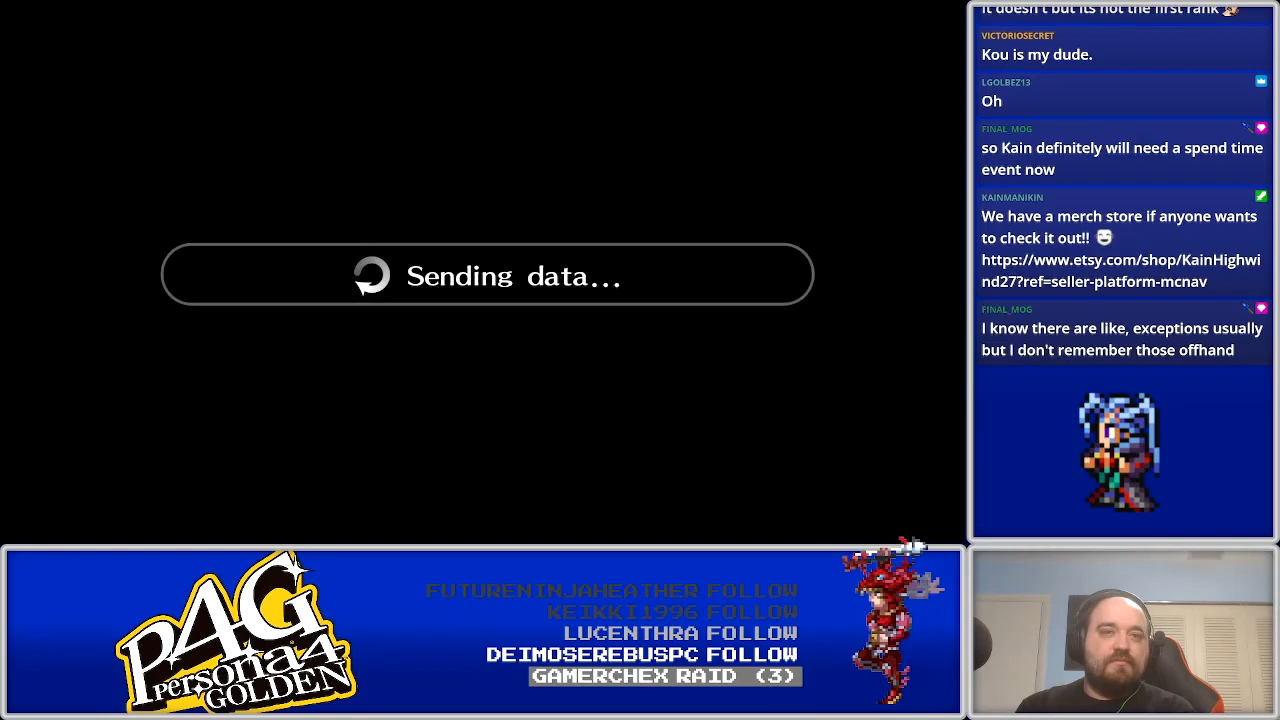 it doesn't but its not the first rank
VICTORIOSECRET
Kou is my dude.
LGOLBEZ13
Oh
FINAL_MOG
so Kain definitely will need a spend time
event now
KAINMANIKIN
We have a merch store if anyone wants
to check it out!!
https://www.etsy.com/shop/KainHighwi
nd27?ref=seller-platform-mcnav
FINAL_MOG
I know there are like, exceptions usually
but I don't remember those offhand
Sending data...
P4G
Persona4
GOLDEN
FUTURENINJAHEATHER FOLLOW
KEIKKI1996 FOLLOW
LUCENTHRA FOLLOW
DEIMOSEREBUSPC FOLLOW
GAMERCHEX RAID (3)